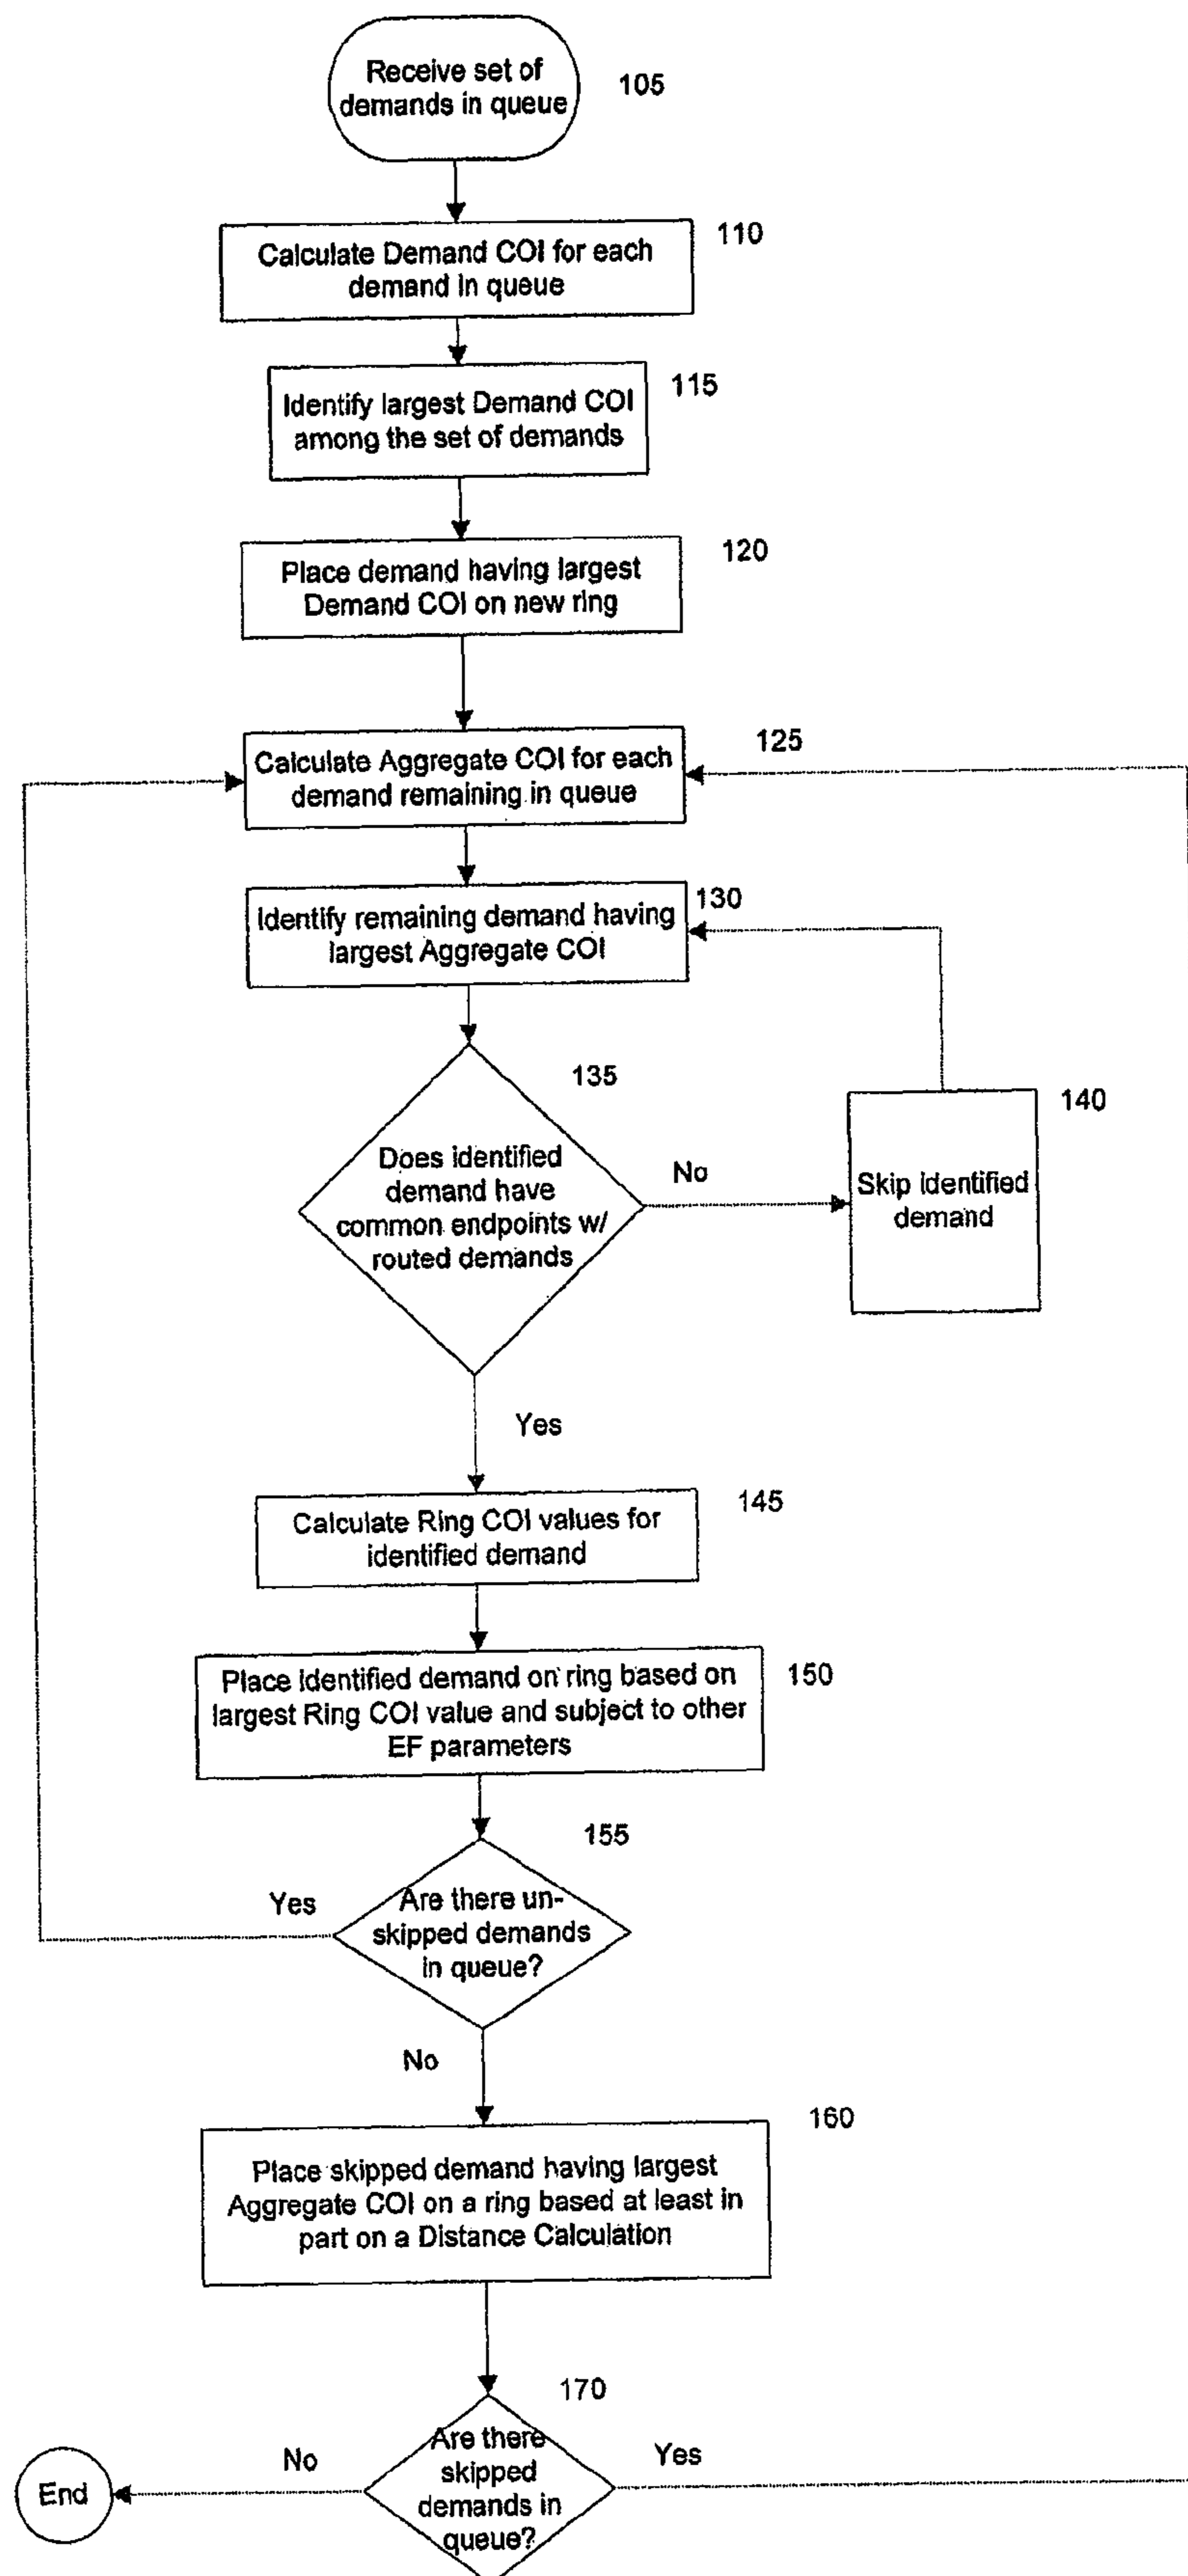 Receive set of
demands in queue
105
Calculate Demand COI for each
demand in queue
110
Identify largest Demand COI
among the set of demands
115
Place demand having largest
Demand COI on new ring
120
Calculate Aggregate COI for each
demand remaining in queue
125
Identify remaining demand having
largest Aggregate COI
130
Does identified
demand have
common endpoints w/
routed demands
135
No
Skip identified
demand
140
Yes
Calculate Ring COI values for
identified demand
145
Place identified demand on ring based on
largest Ring COI value and subject to other
EF parameters
150
Are there un-
skipped demands
in queue?
155
Yes
No
Place skipped demand having largest
Aggregate COI on a ring based at least in
part on a Distance Calculation
160
Are there
skipped
demands in
queue?
170
No
Yes
End